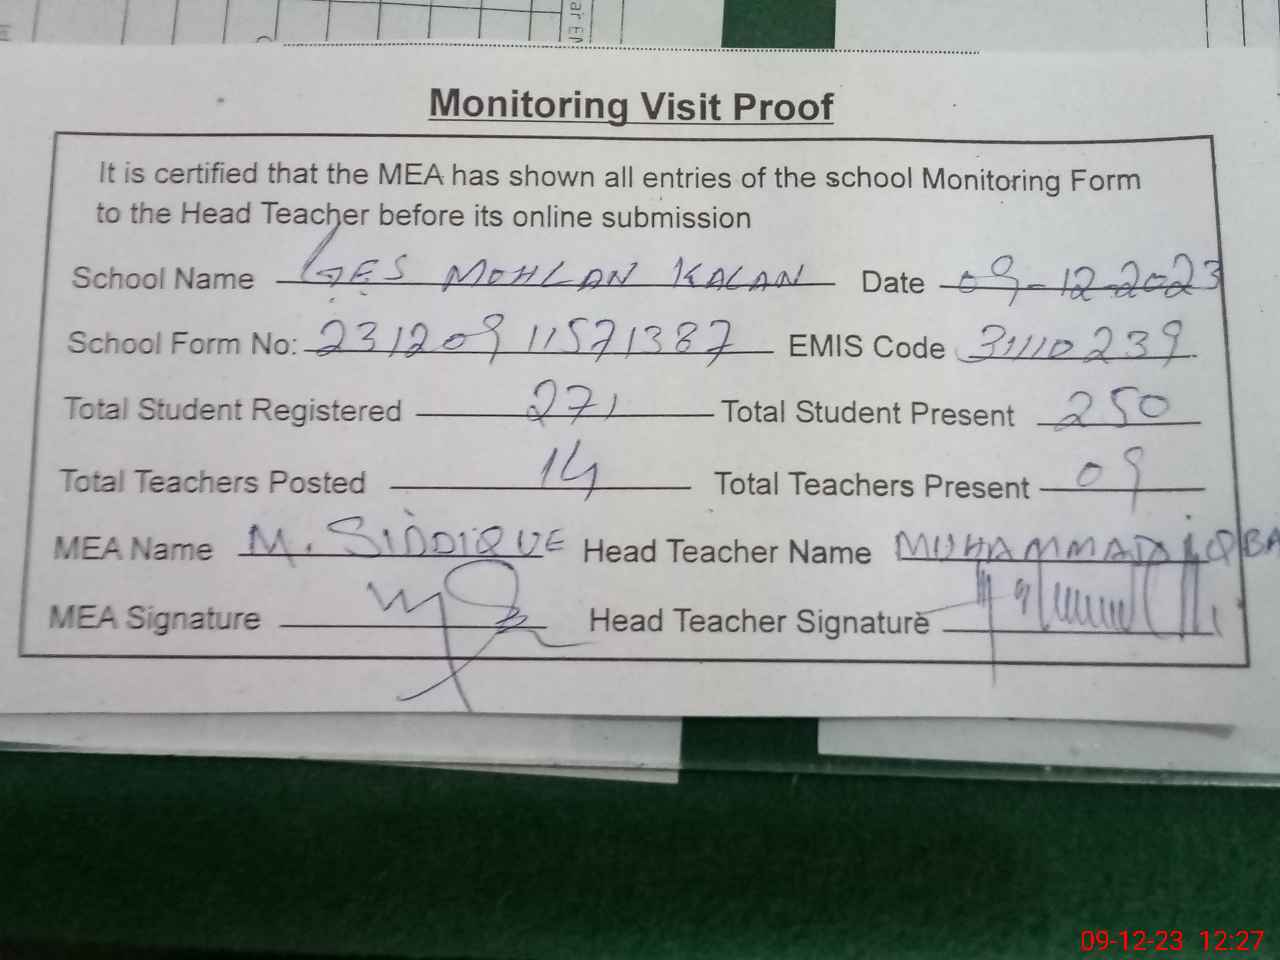 ar EM
Monitoring Visit Proof
It is certified that the MEA has shown all entries of the school Monitoring Form
to the Head Teacher before its online submission
School Name GES MOHLAN KALAN Date 09-12-2023
School Form No: 23120911571387 EMIS Code 31110239
Total Student Registered 271 Total Student Present 250
Total Teachers Posted 14 Total Teachers Present 09
MEA Name M. SIDDIQUE Head Teacher Name MUHAMMAD IQBA
MEA Signature Head Teacher Signature
09-12-23 12:27